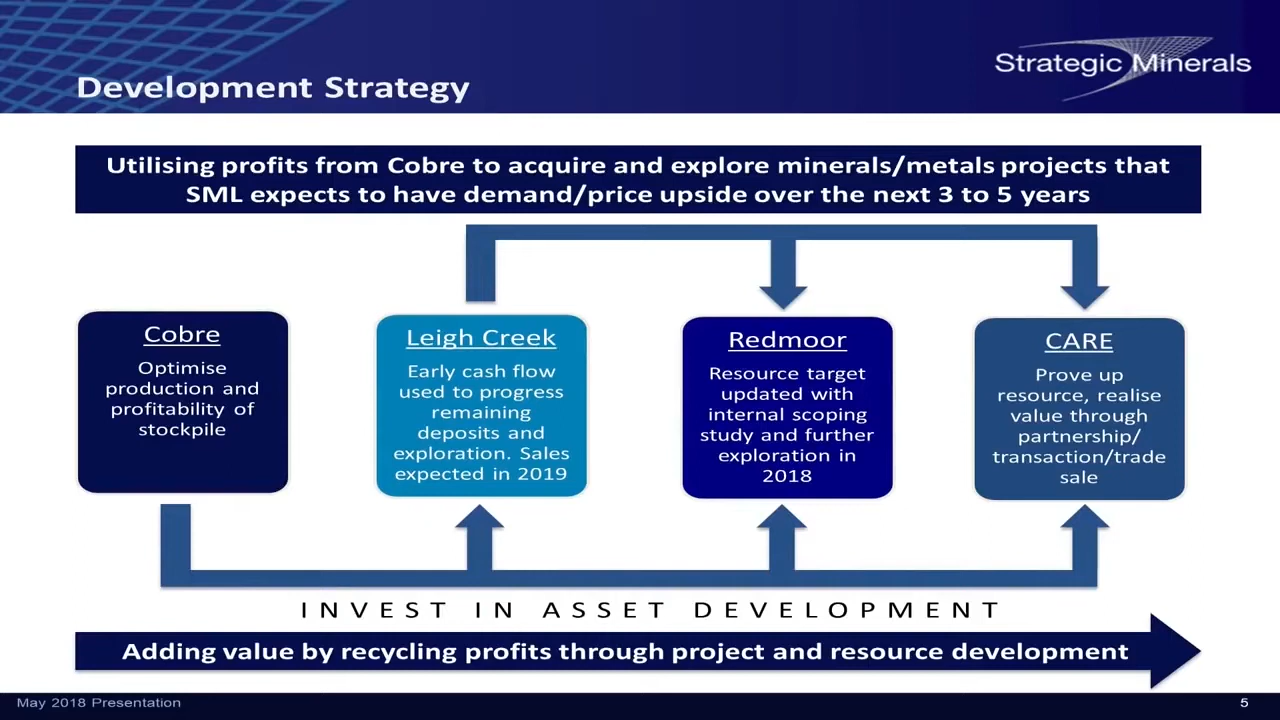 Strategic Minerals
Development Strategy
Utilising profits from Cobre to acquire and explore minerals/metals projects that
SML expects to have demand/price upside over the next 3 to 5 years
Cobre
Optimise
production and
profitability of
stockpile
Leigh Creek
Early cash flow
used to progress
remaining
deposits and
exploration. Sales
expected in 2019
Redmoor
Resource target
updated with
internal scoping
study and further
exploration in
2018
CARE
Prove up
resource, realise
value through
partnership/
transaction/trade
sale
INVEST IN ASSET DEVELOPMENT
Adding value by recycling profits through project and resource development
May 2018 Presentation
5